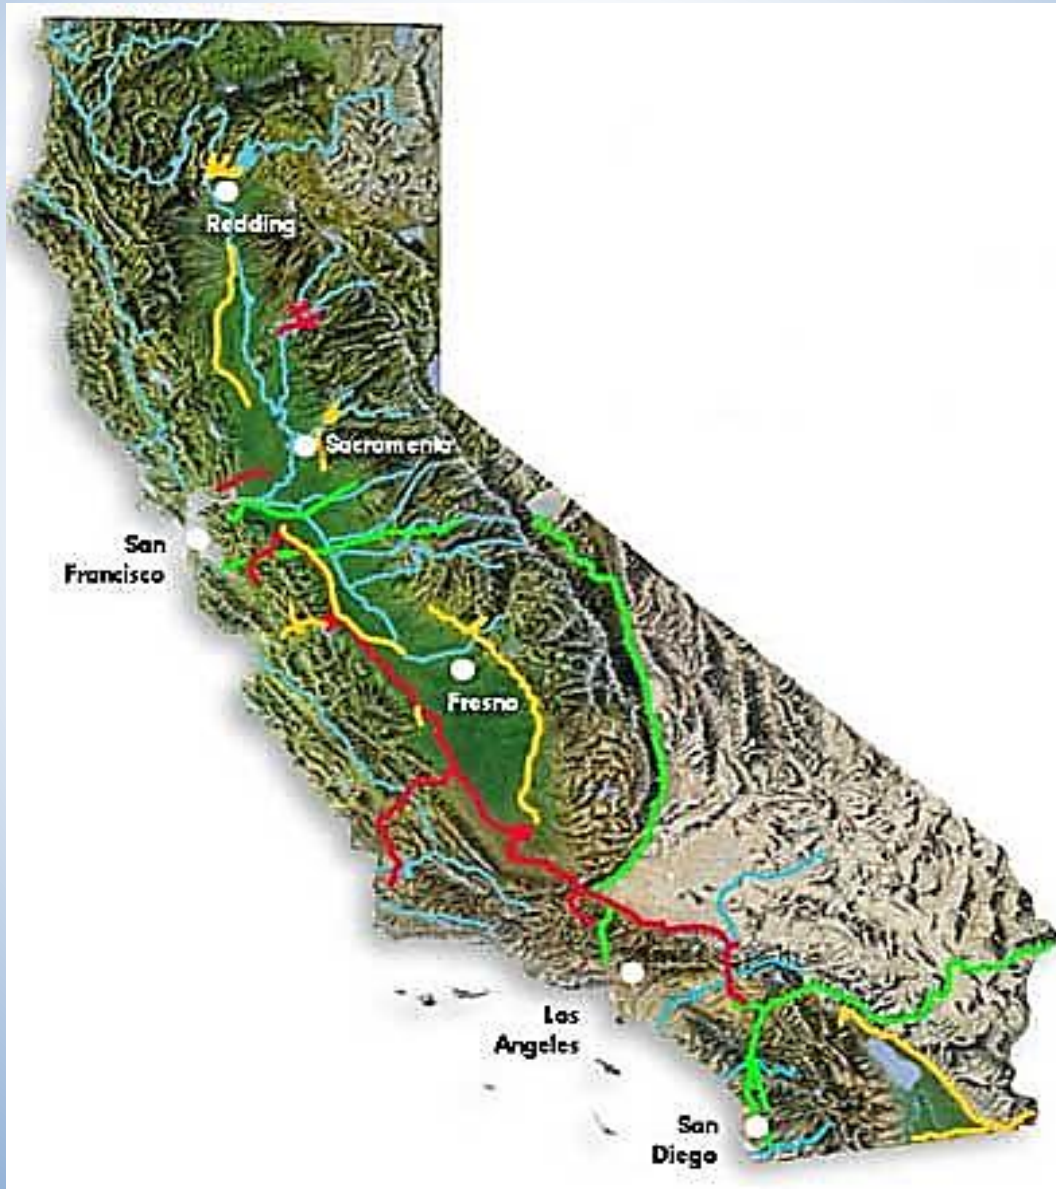 Redding
Sacramento
San
Francisco
Fresno
Los
Angeles
San
Diego